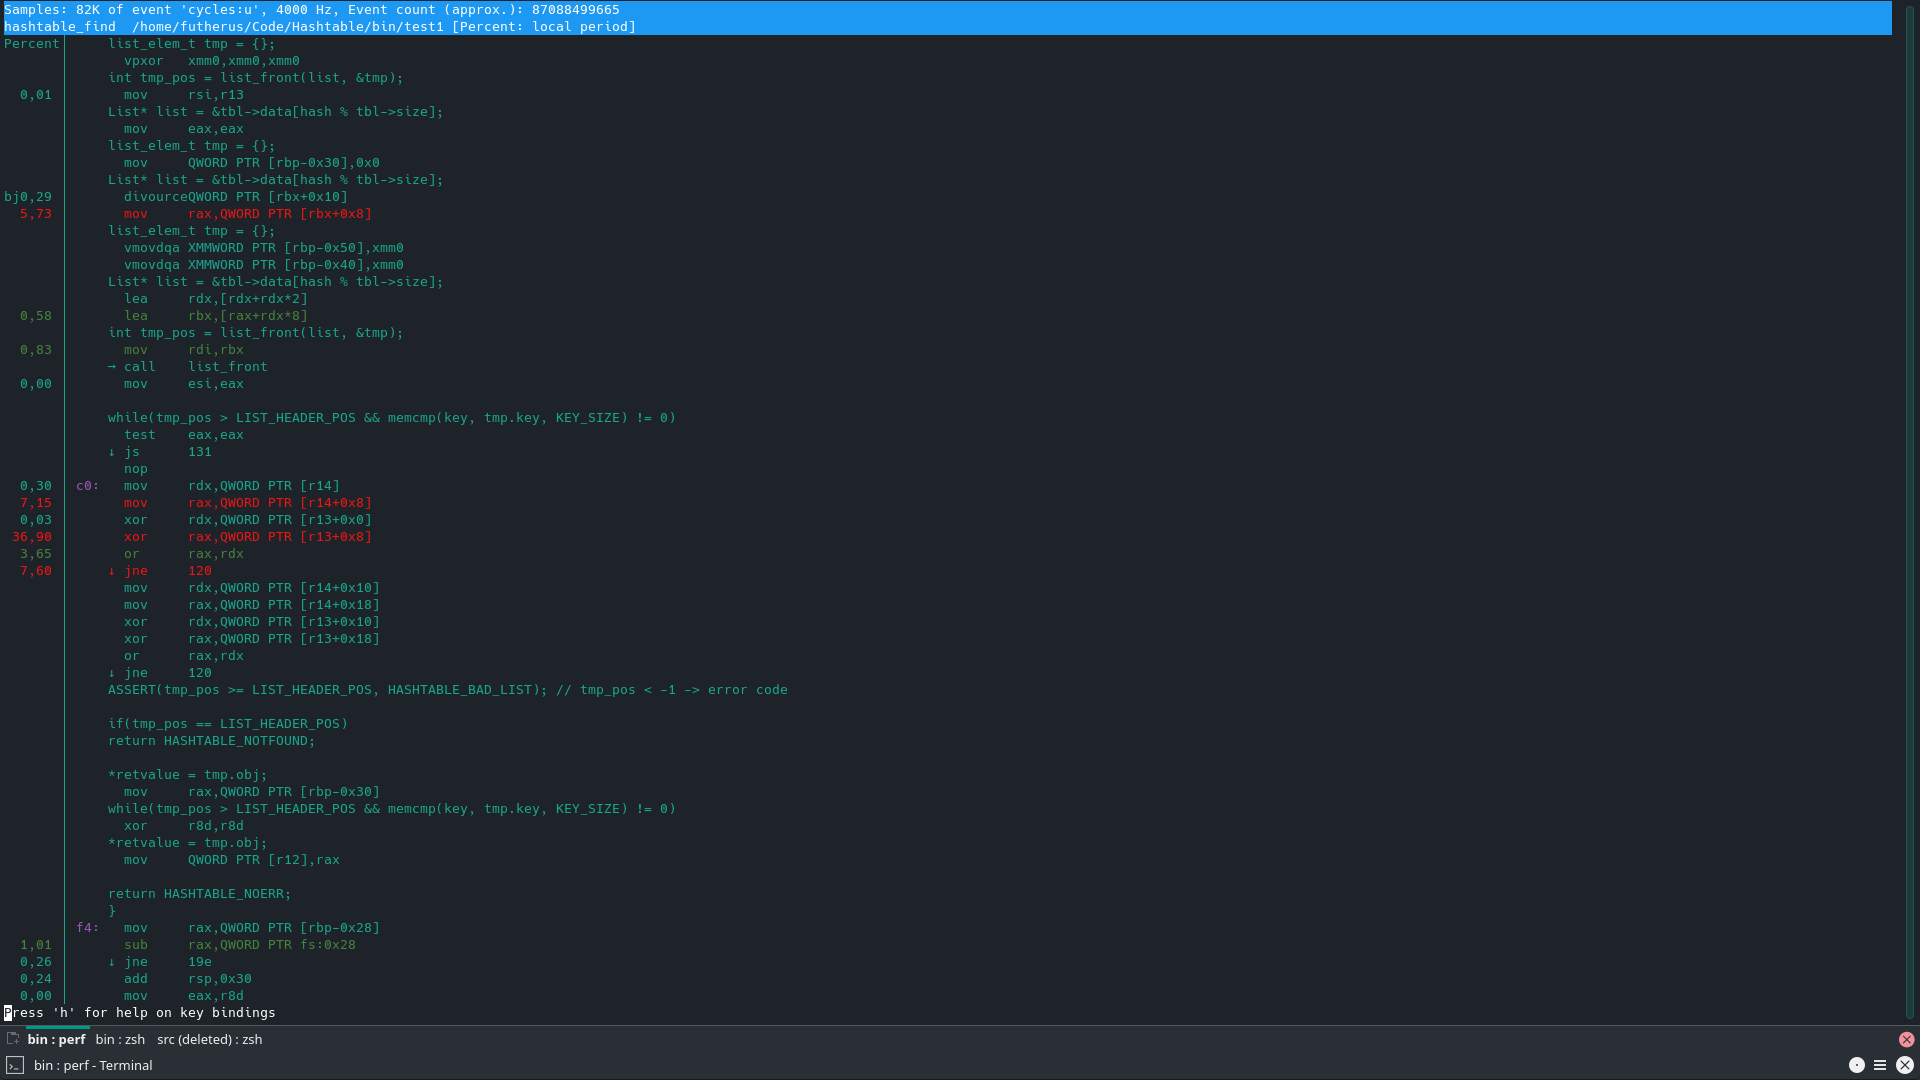 Samples: 82K of event 'cycles:u', 4000 Hz, Event count (approx.): 87088499665
hashtable_find  /home/futherus/Code/Hashtable/bin/test1 [Percent: local period]
Percent      list_elem_t tmp = {};
               vpxor   xmm0,xmm0,xmm0
             int tmp_pos = list_front(list, &tmp);
  0,01         mov     rsi,r13
             List* list = &tbl->data[hash % tbl->size];
               mov     eax,eax
             list_elem_t tmp = {};
               mov     QWORD PTR [rbp-0x30],0x0
             List* list = &tbl->data[hash % tbl->size];
bj0,29         divourceQWORD PTR [rbx+0x10]
  5,73         mov     rax,QWORD PTR [rbx+0x8]
             list_elem_t tmp = {};
               vmovdqa XMMWORD PTR [rbp-0x50],xmm0
               vmovdqa XMMWORD PTR [rbp-0x40],xmm0
             List* list = &tbl->data[hash % tbl->size];
               lea     rdx,[rdx+rdx*2]
  0,58         lea     rbx,[rax+rdx*8]
             int tmp_pos = list_front(list, &tmp);
  0,83         mov     rdi,rbx
             → call    list_front
  0,00         mov     esi,eax
             while(tmp_pos > LIST_HEADER_POS && memcmp(key, tmp.key, KEY_SIZE) != 0)
               test    eax,eax
             ↓ js      131
               nop
  0,30   c0:   mov     rdx,QWORD PTR [r14]
  7,15         mov     rax,QWORD PTR [r14+0x8]
  0,03         xor     rdx,QWORD PTR [r13+0x0]
 36,90         xor     rax,QWORD PTR [r13+0x8]
  3,65         or      rax,rdx
  7,60       ↓ jne     120
               mov     rdx,QWORD PTR [r14+0x10]
               mov     rax,QWORD PTR [r14+0x18]
               xor     rdx,QWORD PTR [r13+0x10]
               xor     rax,QWORD PTR [r13+0x18]
               or      rax,rdx
             ↓ jne     120
             ASSERT(tmp_pos >= LIST_HEADER_POS, HASHTABLE_BAD_LIST); // tmp_pos < -1 -> error code
             if(tmp_pos == LIST_HEADER_POS)
             return HASHTABLE_NOTFOUND;
             *retvalue = tmp.obj;
               mov     rax,QWORD PTR [rbp-0x30]
             while(tmp_pos > LIST_HEADER_POS && memcmp(key, tmp.key, KEY_SIZE) != 0)
               xor     r8d,r8d
             *retvalue = tmp.obj;
               mov     QWORD PTR [r12],rax
             return HASHTABLE_NOERR;
             }
         f4:   mov     rax,QWORD PTR [rbp-0x28]
  1,01         sub     rax,QWORD PTR fs:0x28
  0,26       ↓ jne     19e
  0,24         add     rsp,0x30
  0,00         mov     eax,r8d
Press 'h' for help on key bindings
bin : perf  bin : zsh  src (deleted) : zsh
bin : perf - Terminal